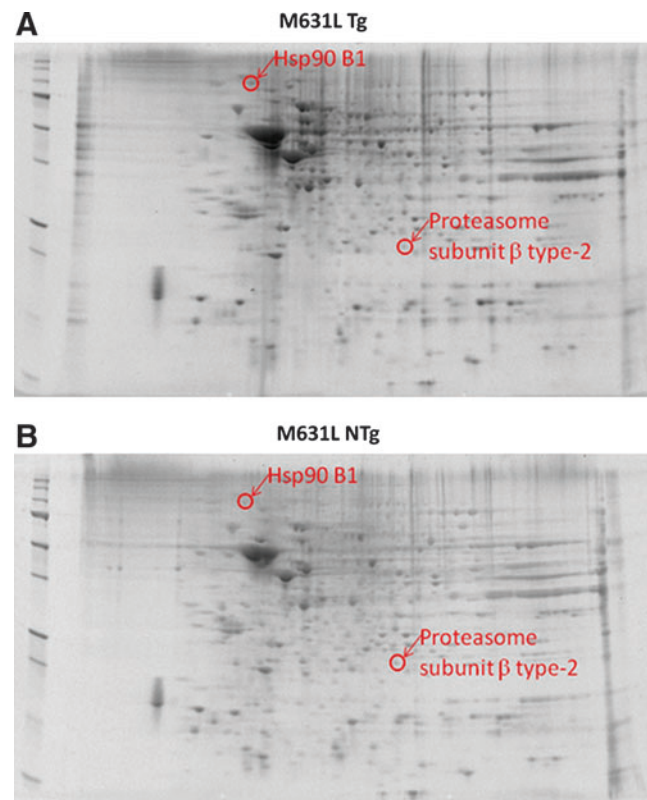 A
M631L Tg
Hsp90 B1
Proteasome
subunit β type-2
B
M631L NTg
Hsp90 B1
Proteasome
subunit β type-2